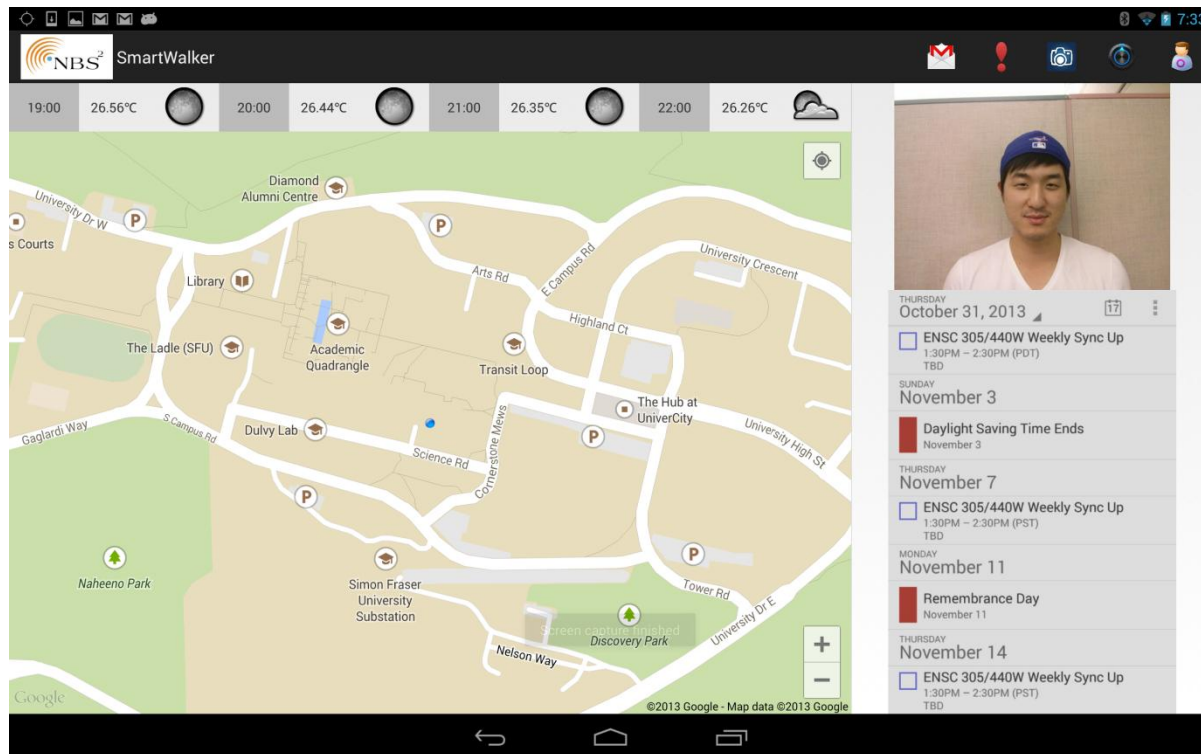 7:33
NBS2 SmartWalker
19:00 26.56°C 20:00 26.44°C 21:00 26.35°C 22:00 26.26°C
Diamond
Alumni Centre
University Dr W
P
P
s Courts
University Crescent
Library
Arts Rd
E Campus Rd
Highland Ct
The Ladle (SFU)
Academic
Quadrangle
Transit Loop
The Hub at
UniverCity
Gaglardi Way
S Campus Rd
Dulvy Lab
Cornerstone Mews
P
University High St
Science Rd
P
P
Naheeno Park
Simon Fraser
University
Substation
Tower Rd
University Dr E
Screen capture finished
Discovery Park
Nelson Way
+
−
Google
©2013 Google - Map data ©2013 Google
THURSDAY
October 31, 2013
17
ENSC 305/440W Weekly Sync Up
1:30PM – 2:30PM (PDT)
TBD
SUNDAY
November 3
Daylight Saving Time Ends
November 3
THURSDAY
November 7
ENSC 305/440W Weekly Sync Up
1:30PM – 2:30PM (PST)
TBD
MONDAY
November 11
Remembrance Day
November 11
THURSDAY
November 14
ENSC 305/440W Weekly Sync Up
1:30PM – 2:30PM (PST)
TBD